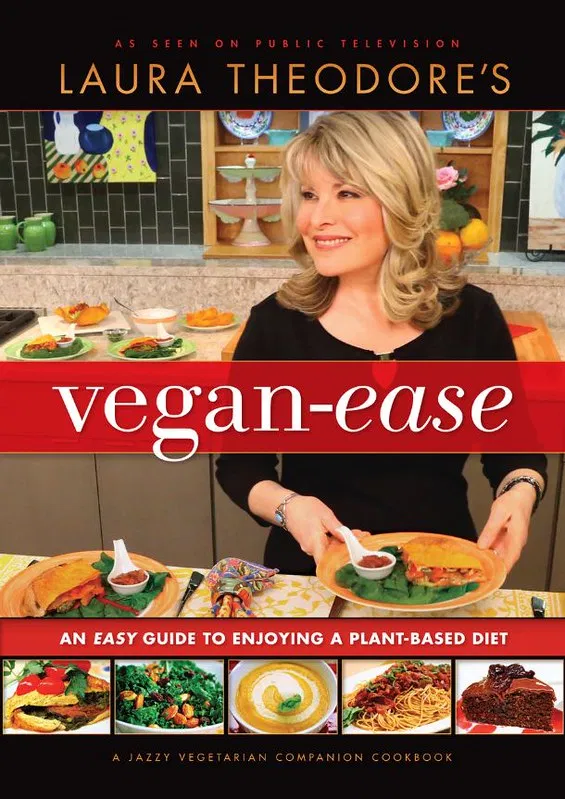 AS SEEN ON PUBLIC TELEVISION
LAURA THEODORE'S
vegan-ease
AN EASY GUIDE TO ENJOYING A PLANT-BASED DIET
A JAZZY VEGETARIAN COMPANION COOKBOOK